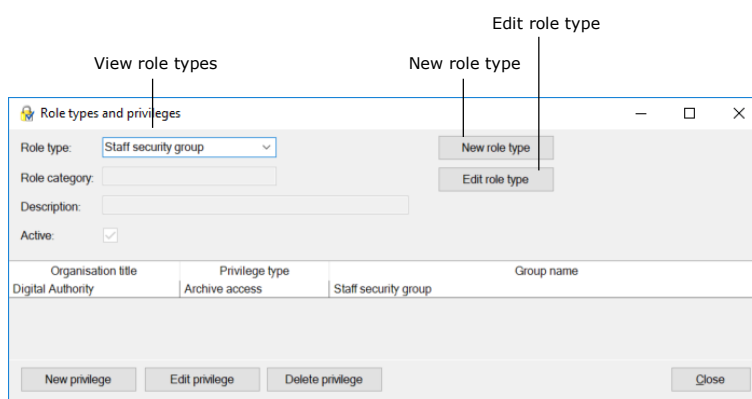 Edit role type
View role types
New role type
Role types and privileges
Role type: Staff security group New role type
Role category: Edit role type
Description:
Active:
Organisation title Privilege type Group name
Digital Authority Archive access Staff security group
New privilege Edit privilege Delete privilege Close